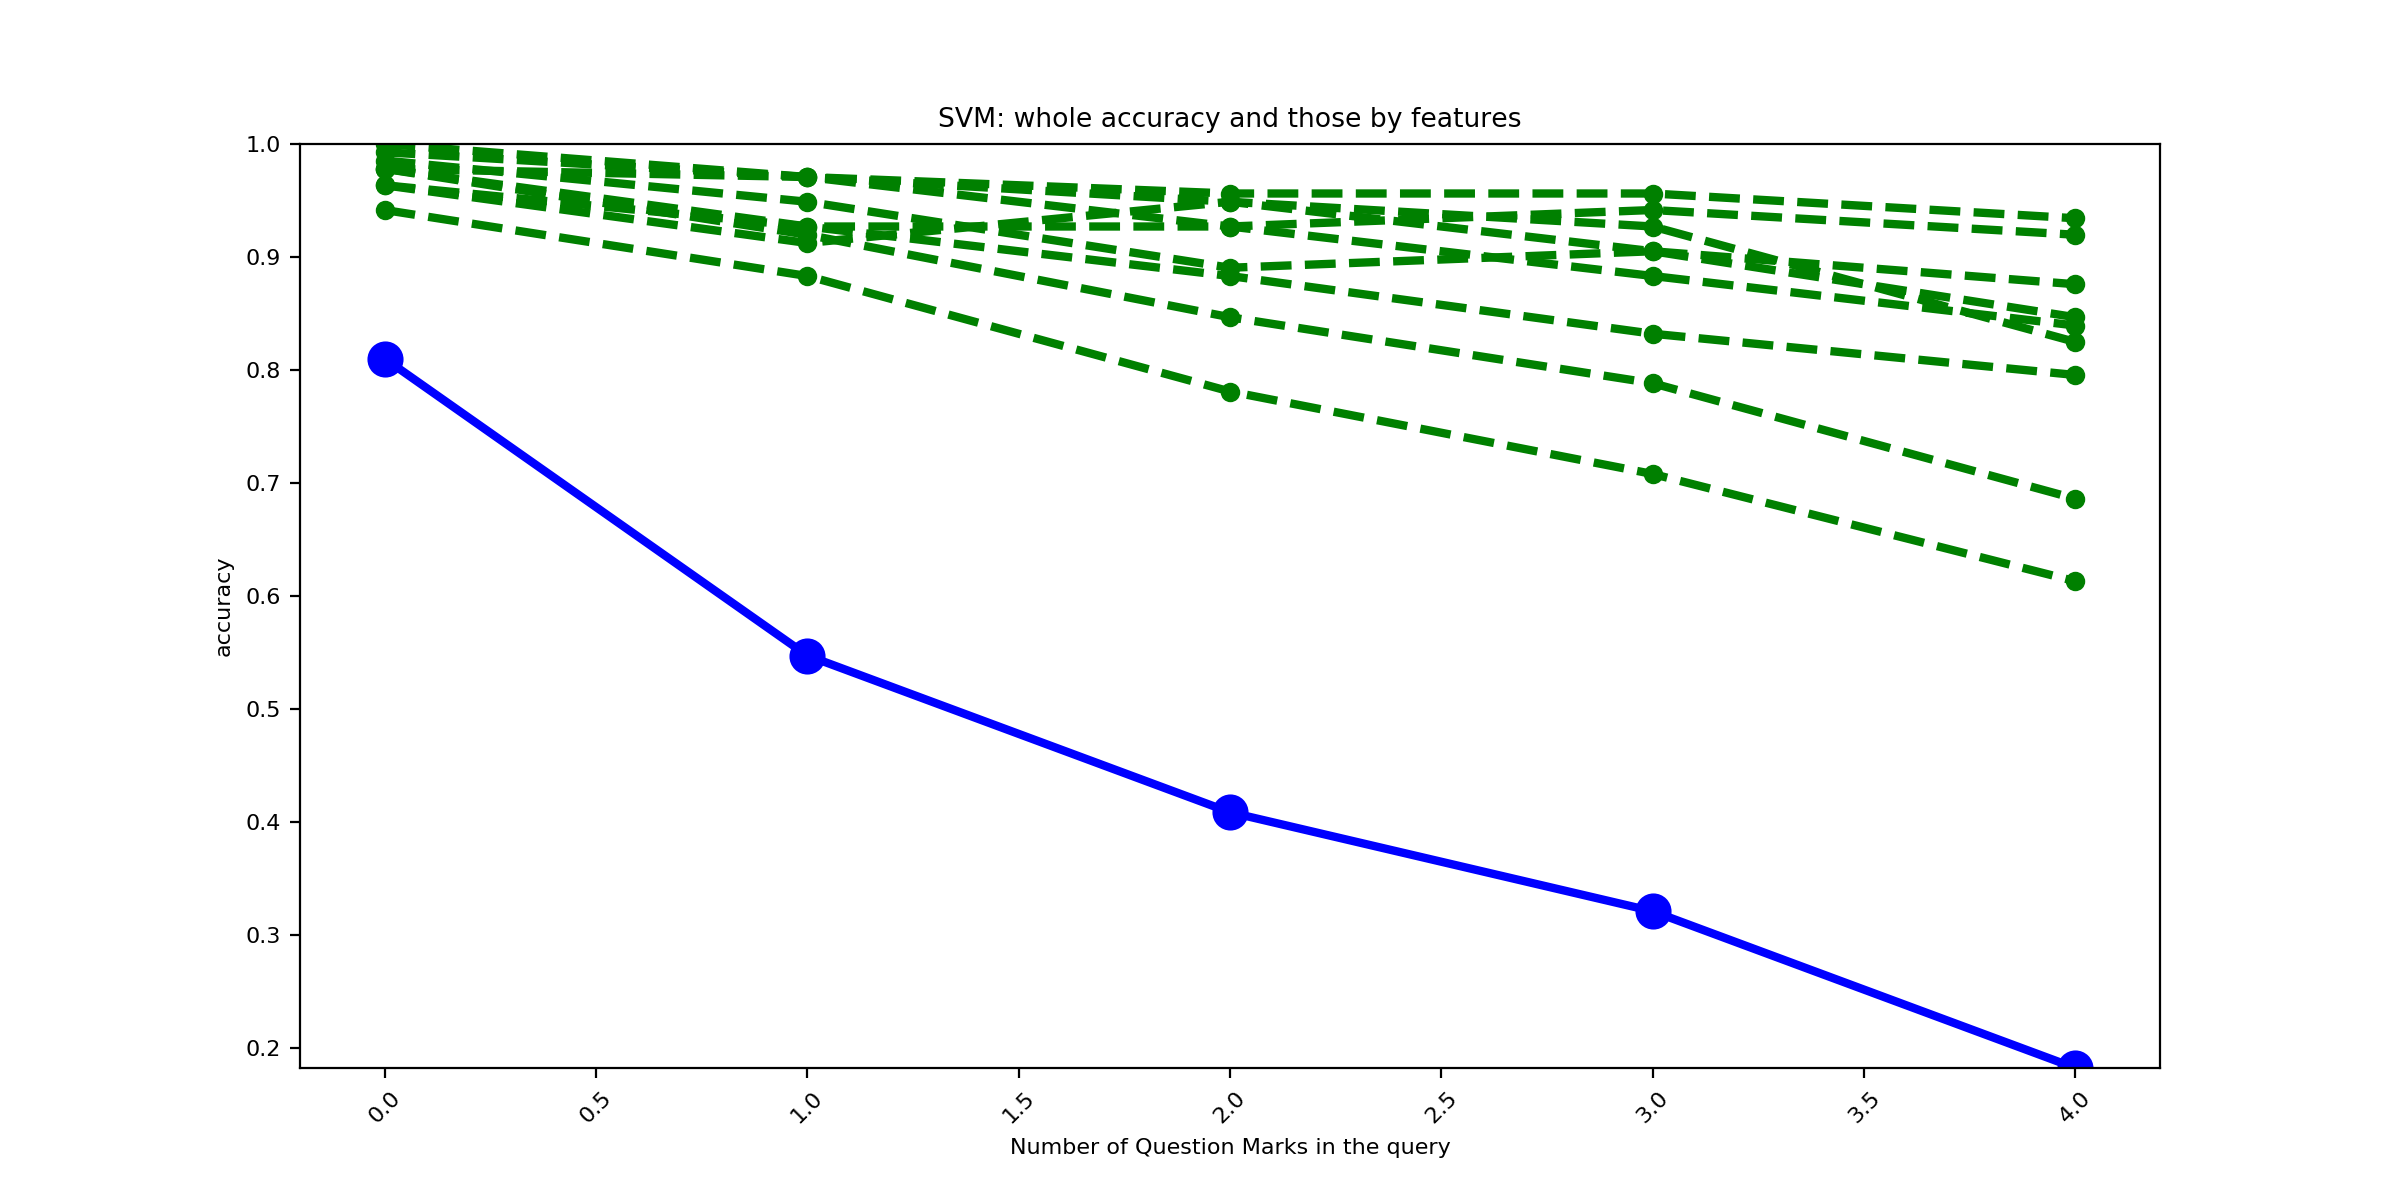 SVM: whole accuracy and those by features
1.0
0.9
0.8
0.7
0.6
0.5
0.4
0.3
0.2
accuracy
0.0 0.5 1.0 1.5 2.0 2.5 3.0 3.5 4.0
Number of Question Marks in the query